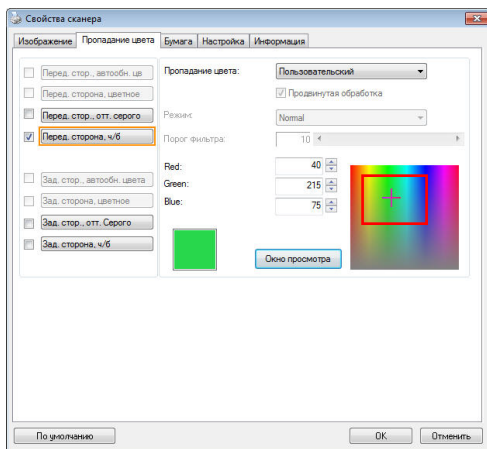 Свойства сканера
Изображение Пропадание цвета Бумага Настройка Информация
Перед. стор., автообн. цв
Перед. сторона, цветное
Перед. стор., отт. серого
Перед. сторона, ч/б
Зад. стор., автообн. цвета
Зад. сторона, цветное
Зад. стор., отт. Серого
Зад. сторона, ч/б
Пропадание цвета: Пользовательский
Продвинутая обработка
Режим: Normal
Порог фильтра: 10
Red: 40
Green: 215
Blue: 75
Окно просмотра
По умолчанию OK Отменить